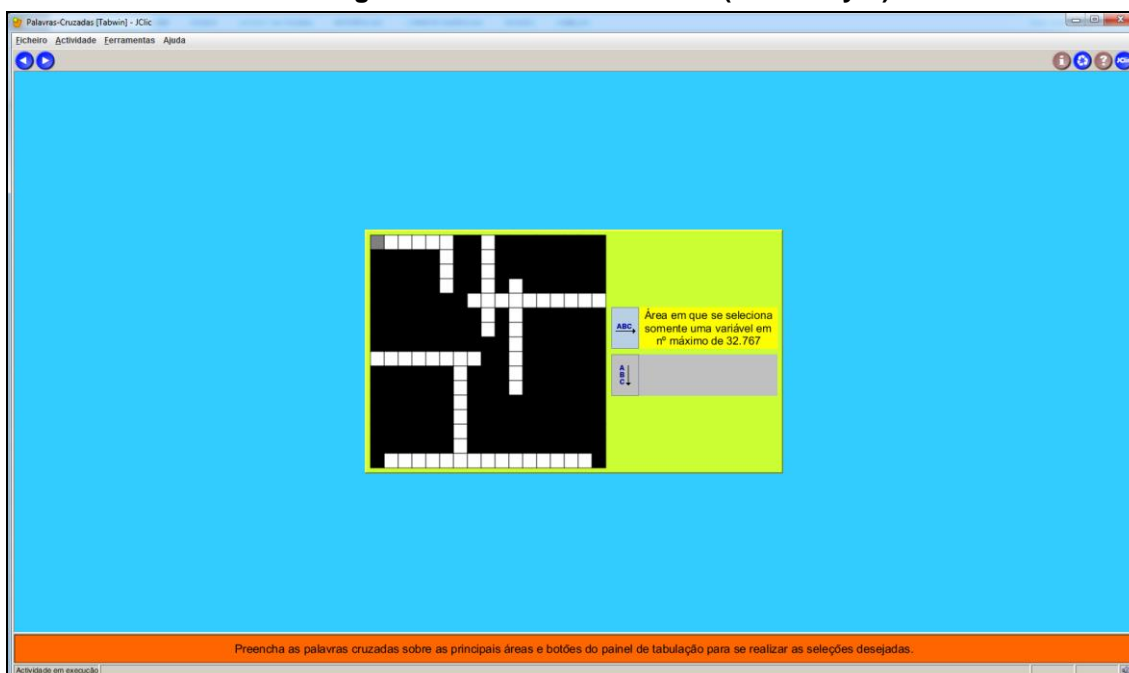 Palavras-Cruzadas [Tabwin] - JClic
Ficheiro Actividade Ferramentas Ajuda
ABC
Área em que se seleciona
somente uma variável em
nº máximo de 32.767
A
B
C
Preencha as palavras cruzadas sobre as principais áreas e botões do painel de tabulação para se realizar as seleções desejadas.
Actividade em execução